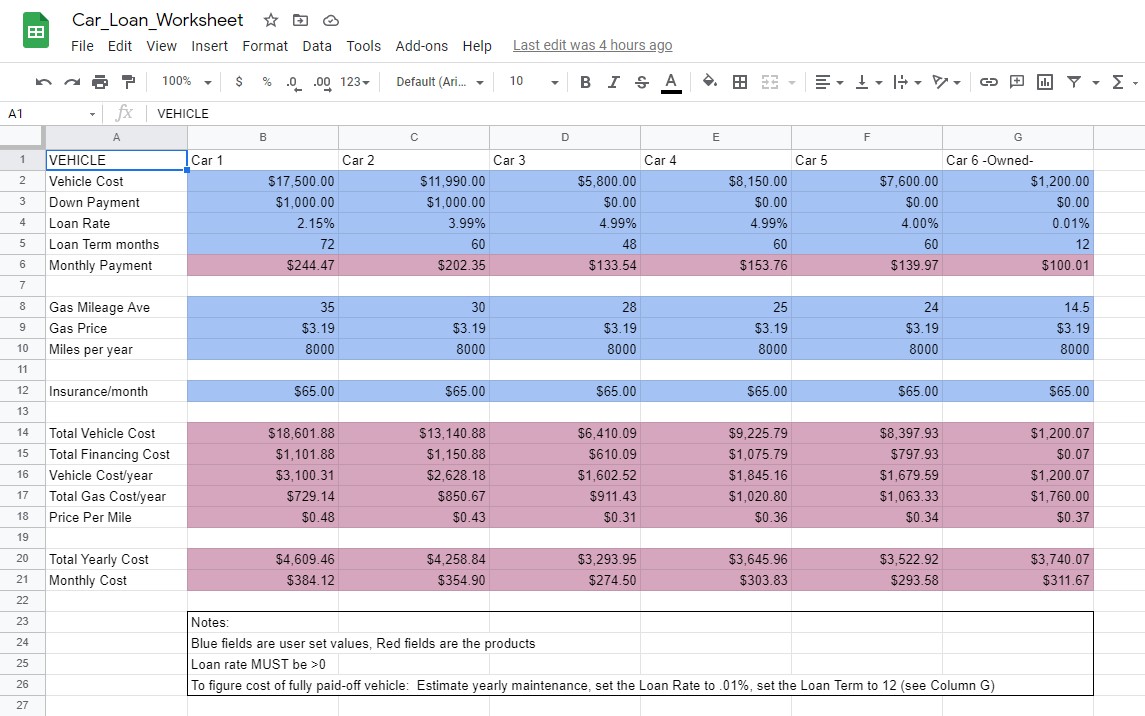 Car_Loan_Worksheet
File Edit View Insert Format Data Tools Add-ons Help Last edit was 4 hours ago
100% $ % .0 .00 123 Default (Ari... 10 B I S A Σ
A1 fx VEHICLE
A B C D E F G
1 VEHICLE Car 1 Car 2 Car 3 Car 4 Car 5 Car 6 -Owned-
2 Vehicle Cost $17,500.00 $11,990.00 $5,800.00 $8,150.00 $7,600.00 $1,200.00
3 Down Payment $1,000.00 $1,000.00 $0.00 $0.00 $0.00 $0.00
4 Loan Rate 2.15% 3.99% 4.99% 4.99% 4.00% 0.01%
5 Loan Term months 72 60 48 60 60 12
6 Monthly Payment $244.47 $202.35 $133.54 $153.76 $139.97 $100.01
7
8 Gas Mileage Ave 35 30 28 25 24 14.5
9 Gas Price $3.19 $3.19 $3.19 $3.19 $3.19 $3.19
10 Miles per year 8000 8000 8000 8000 8000 8000
11
12 Insurance/month $65.00 $65.00 $65.00 $65.00 $65.00 $65.00
13
14 Total Vehicle Cost $18,601.88 $13,140.88 $6,410.09 $9,225.79 $8,397.93 $1,200.07
15 Total Financing Cost $1,101.88 $1,150.88 $610.09 $1,075.79 $797.93 $0.07
16 Vehicle Cost/year $3,100.31 $2,628.18 $1,602.52 $1,845.16 $1,679.59 $1,200.07
17 Total Gas Cost/year $729.14 $850.67 $911.43 $1,020.80 $1,063.33 $1,760.00
18 Price Per Mile $0.48 $0.43 $0.31 $0.36 $0.34 $0.37
19
20 Total Yearly Cost $4,609.46 $4,258.84 $3,293.95 $3,645.96 $3,522.92 $3,740.07
21 Monthly Cost $384.12 $354.90 $274.50 $303.83 $293.58 $311.67
22
23 Notes:
24 Blue fields are user set values, Red fields are the products
25 Loan rate MUST be >0
26 To figure cost of fully paid-off vehicle: Estimate yearly maintenance, set the Loan Rate to .01%, set the Loan Term to 12 (see Column G)
27